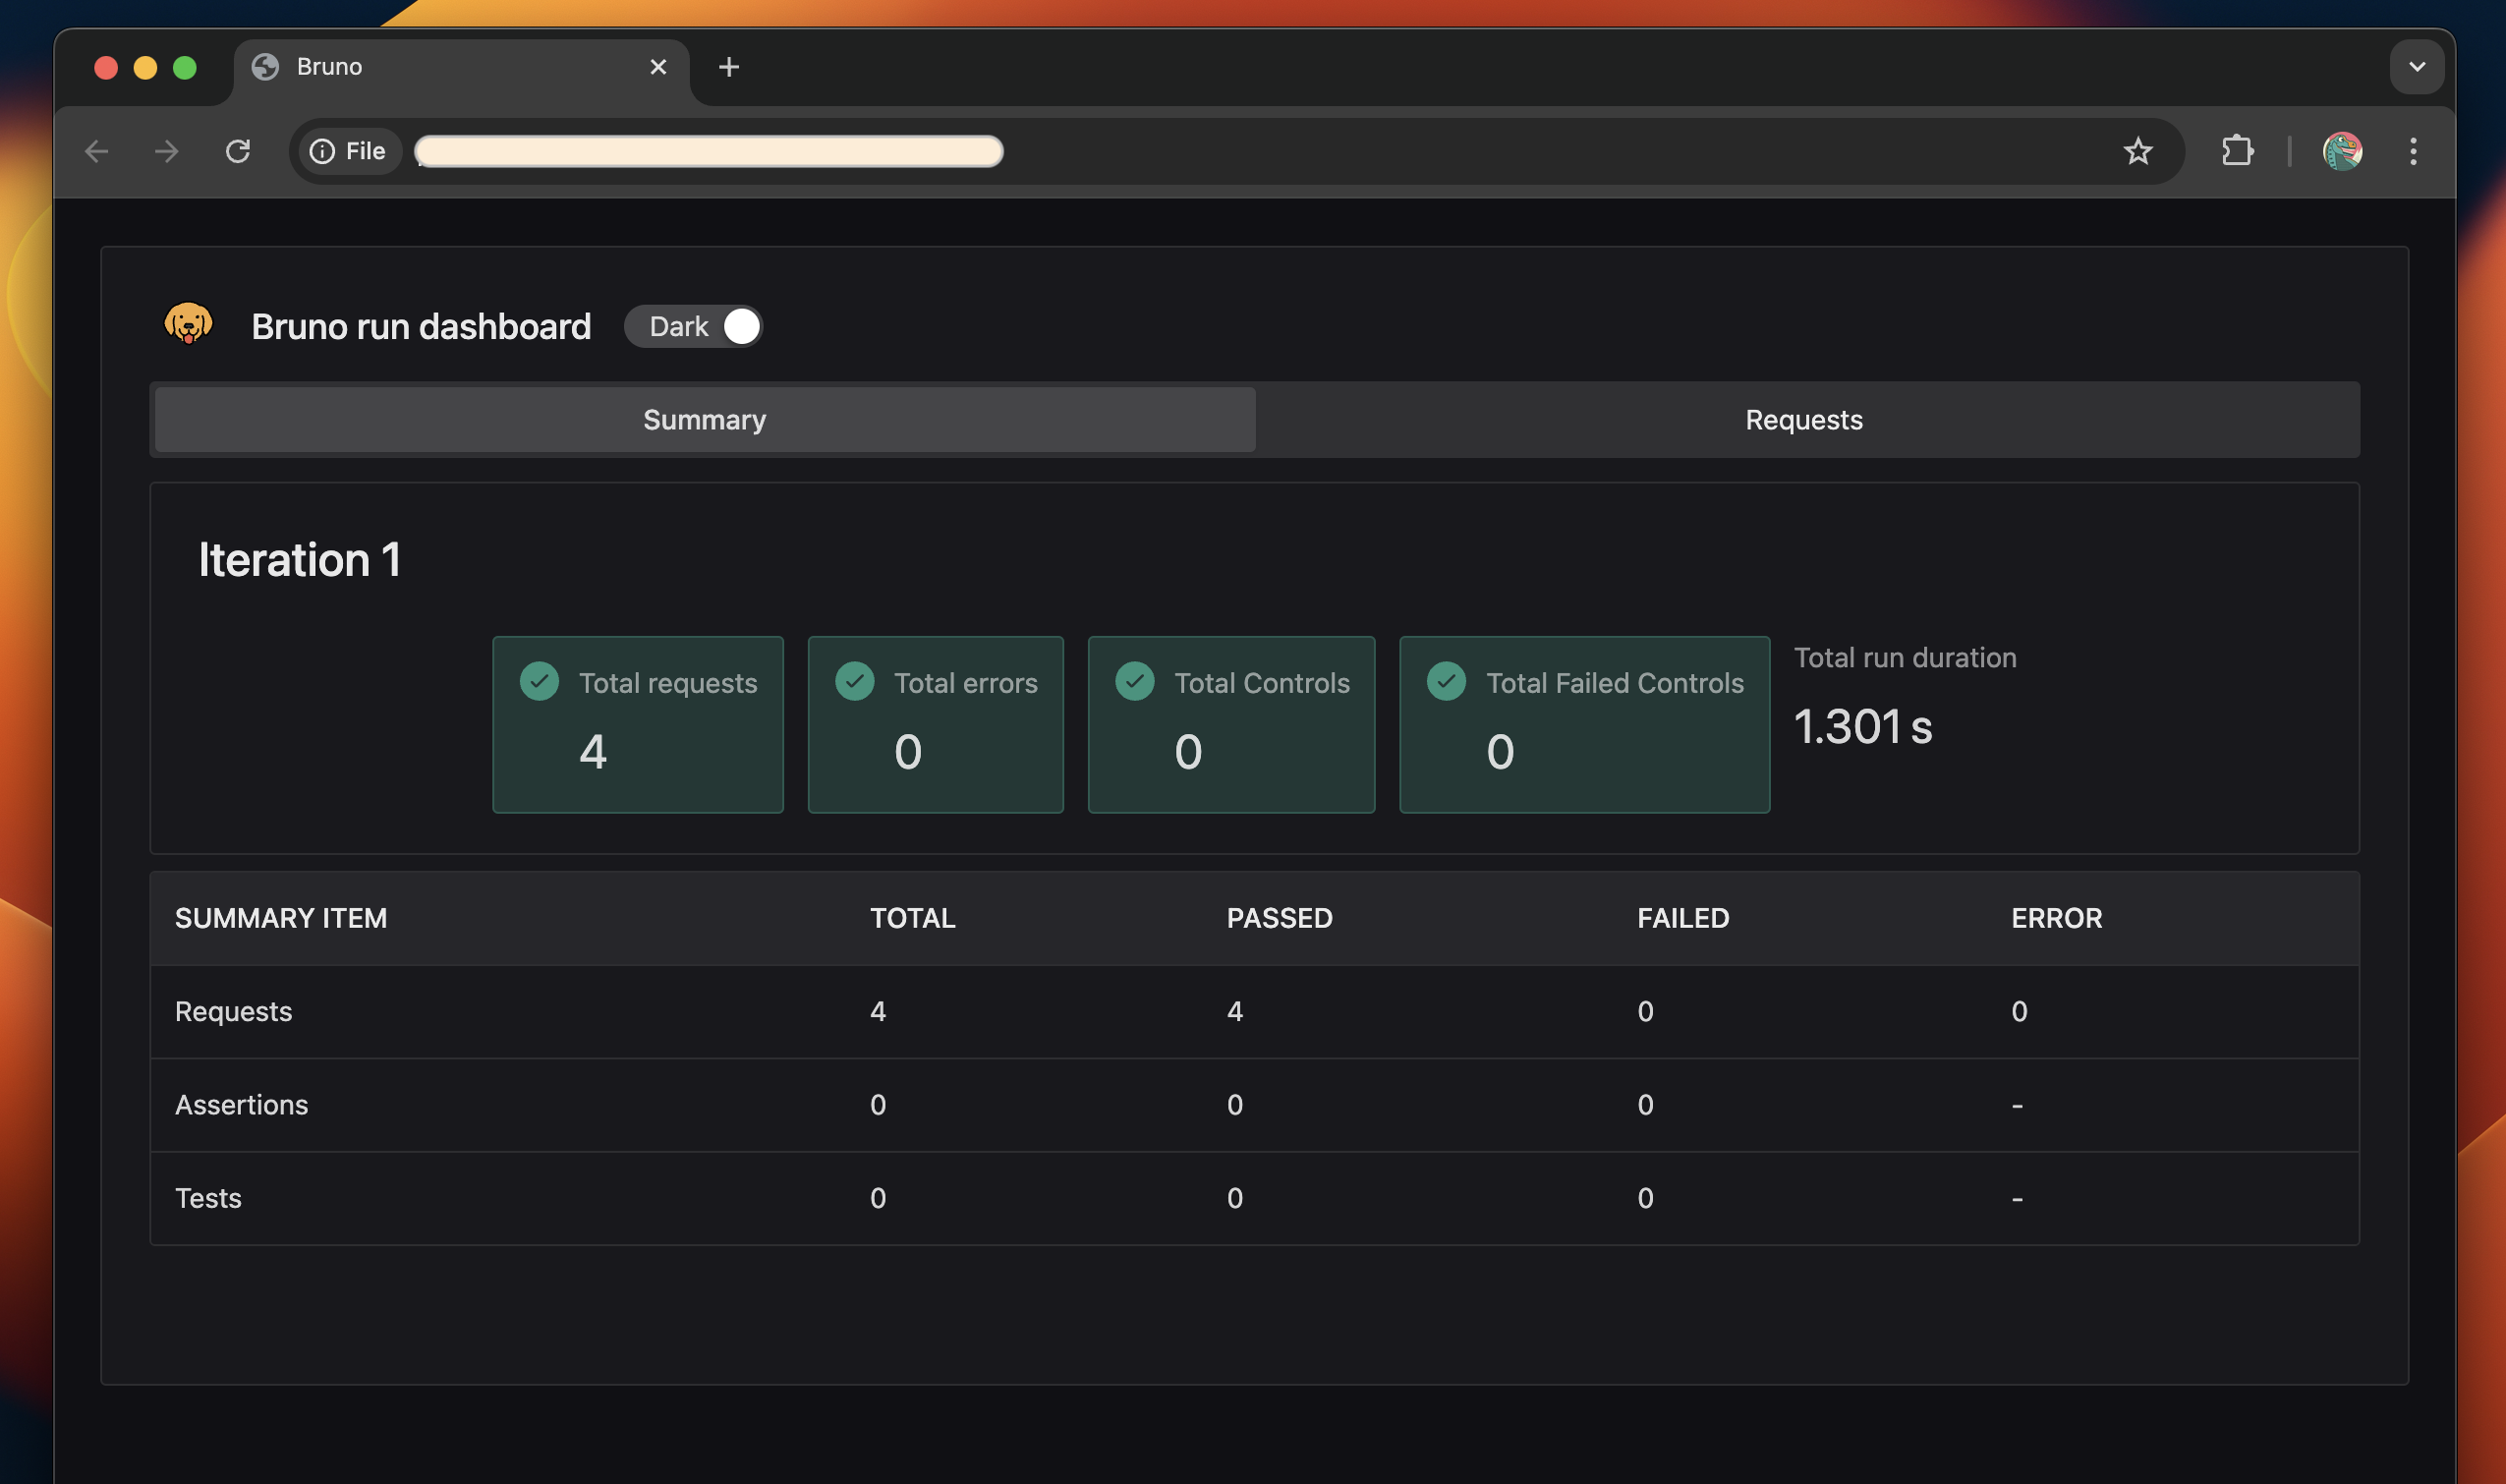 Bruno
File
Bruno run dashboard
Dark
Summary
Requests
Iteration 1
Total requests
4
Total errors
0
Total Controls
0
Total Failed Controls
0
Total run duration
1.301 s
SUMMARY ITEM TOTAL PASSED FAILED ERROR
Requests 4 4 0 0
Assertions 0 0 0 -
Tests 0 0 0 -